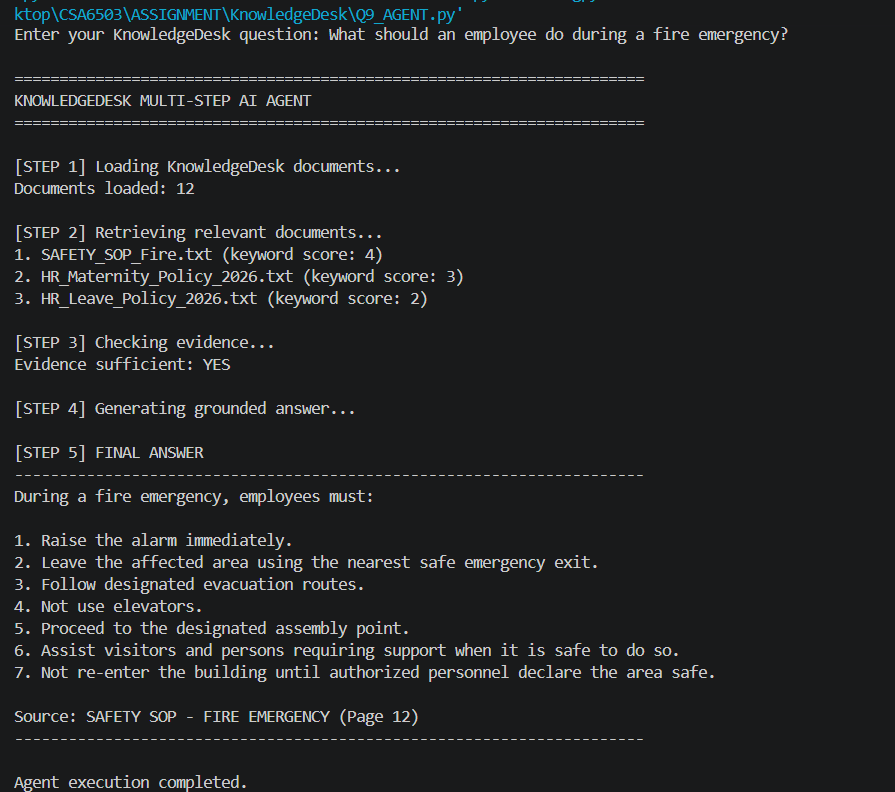 ktop\CSA6503\ASSIGNMENT\KnowledgeDesk\Q9_AGENT.py'
Enter your KnowledgeDesk question: What should an employee do during a fire emergency?
======================================================================
KNOWLEDGEDESK MULTI-STEP AI AGENT
======================================================================
[STEP 1] Loading KnowledgeDesk documents...
Documents loaded: 12
[STEP 2] Retrieving relevant documents...
1. SAFETY_SOP_Fire.txt (keyword score: 4)
2. HR_Maternity_Policy_2026.txt (keyword score: 3)
3. HR_Leave_Policy_2026.txt (keyword score: 2)
[STEP 3] Checking evidence...
Evidence sufficient: YES
[STEP 4] Generating grounded answer...
[STEP 5] FINAL ANSWER
----------------------------------------------------------------------
During a fire emergency, employees must:
1. Raise the alarm immediately.
2. Leave the affected area using the nearest safe emergency exit.
3. Follow designated evacuation routes.
4. Not use elevators.
5. Proceed to the designated assembly point.
6. Assist visitors and persons requiring support when it is safe to do so.
7. Not re-enter the building until authorized personnel declare the area safe.
Source: SAFETY SOP - FIRE EMERGENCY (Page 12)
----------------------------------------------------------------------
Agent execution completed.